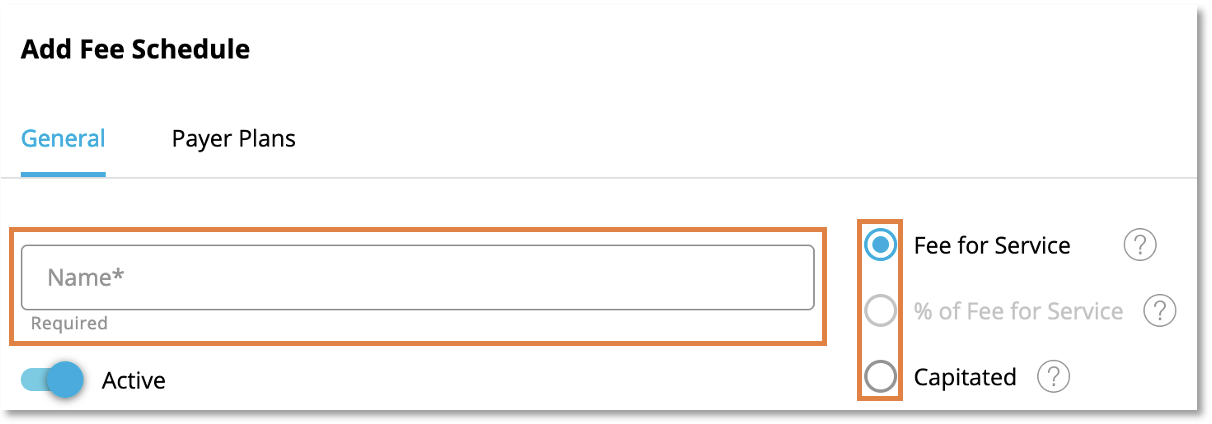 Add Fee Schedule
General Payer Plans
Name*
Required
Active
Fee for Service ?
% of Fee for Service ?
Capitated ?